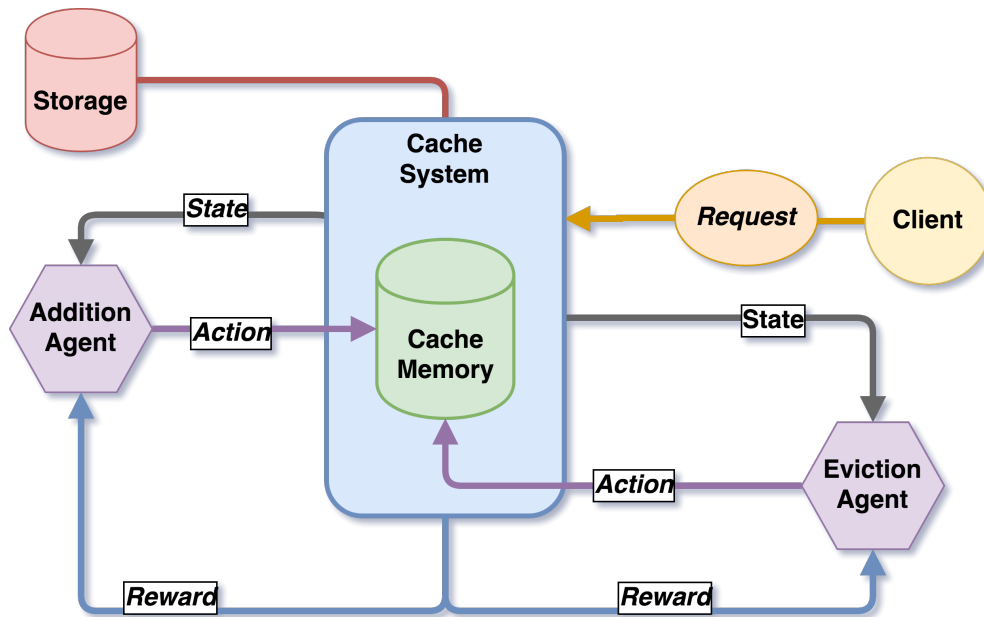 Storage
Cache
System
State
Request
Client
Addition
Agent
Action
Cache
Memory
State
Action
Eviction
Agent
Reward
Reward